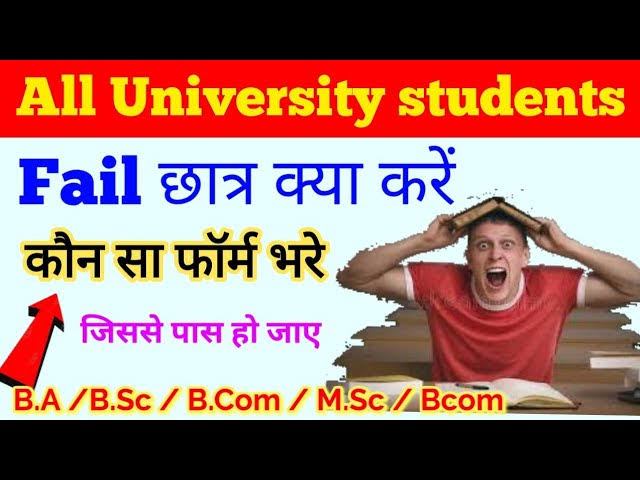 All University students
Fail छात्र क्या करें
कौन सा फॉर्म भरे
जिससे पास हो जाए
B.A /B.Sc / B.Com / M.Sc / Bcom